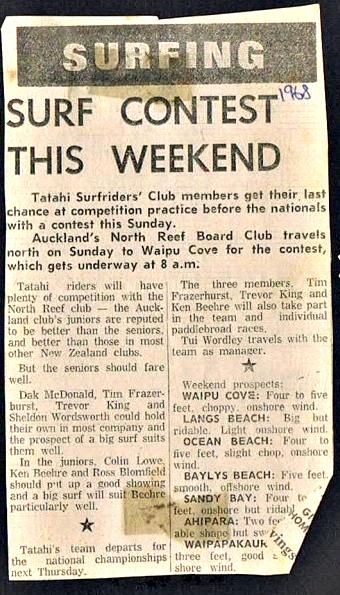 SURFING
1968
SURF CONTEST
THIS WEEKEND
Tatahi Surfriders' Club members get their last
chance at competition practice before the nationals
with a contest this Sunday.
Auckland's North Reef Board Club travels
north on Sunday to Waipu Cove for the contest,
which gets underway at 8 a.m.
Tatahi riders will have
plenty of competition with the
North Reef club — the Auck-
land club's juniors are reputed
to be better than the seniors,
and better than those in most
other New Zealand clubs.
But the seniors should fare
well.
Dak McDonald, Tim Frazer-
hurst, Trevor King and
Sheldon Wordsworth could hold
their own in most company and
the prospect of a big surf suits
them well.
In the juniors, Colin Lowe,
Ken Beehre and Ross Blomfield
should put up a good showing
and a big surf will suit Beehre
particularly well.
Tatahi's team departs for
the national championships
next Thursday.
The three members, Tim
Frazerhurst, Trevor King and
Ken Beehre will also take part
in the team and individual
paddlebroad races.
Tui Wordley travels with the
team as manager.
Weekend prospects:
WAIPU COVE: Four to five
feet, choppy, onshore wind.
LANGS BEACH: Big but
ridable. Light onshore wind.
OCEAN BEACH: Four to
five feet, slight chop, onshore
wind.
BAYLYS BEACH: Five feet,
smooth, offshore wind.
SANDY BAY: Four to
feet, onshore but ridabl
AHIPARA: Two fee
able shape but sw
WAIPAPAKAUR
three feet, good s
shore wind.
HOM
vings